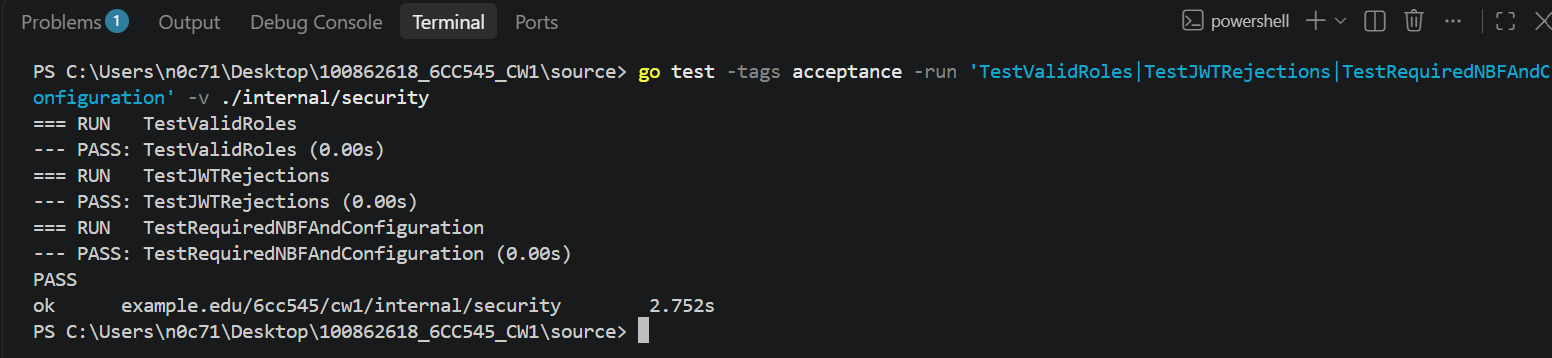 Problems 1 Output Debug Console Terminal Ports powershell
PS C:\Users\n0c71\Desktop\100862618_6CC545_CW1\source> go test -tags acceptance -run 'TestValidRoles|TestJWTRejections|TestRequiredNBFAndC
onfiguration' -v ./internal/security
=== RUN   TestValidRoles
--- PASS: TestValidRoles (0.00s)
=== RUN   TestJWTRejections
--- PASS: TestJWTRejections (0.00s)
=== RUN   TestRequiredNBFAndConfiguration
--- PASS: TestRequiredNBFAndConfiguration (0.00s)
PASS
ok      example.edu/6cc545/cw1/internal/security        2.752s
PS C:\Users\n0c71\Desktop\100862618_6CC545_CW1\source>